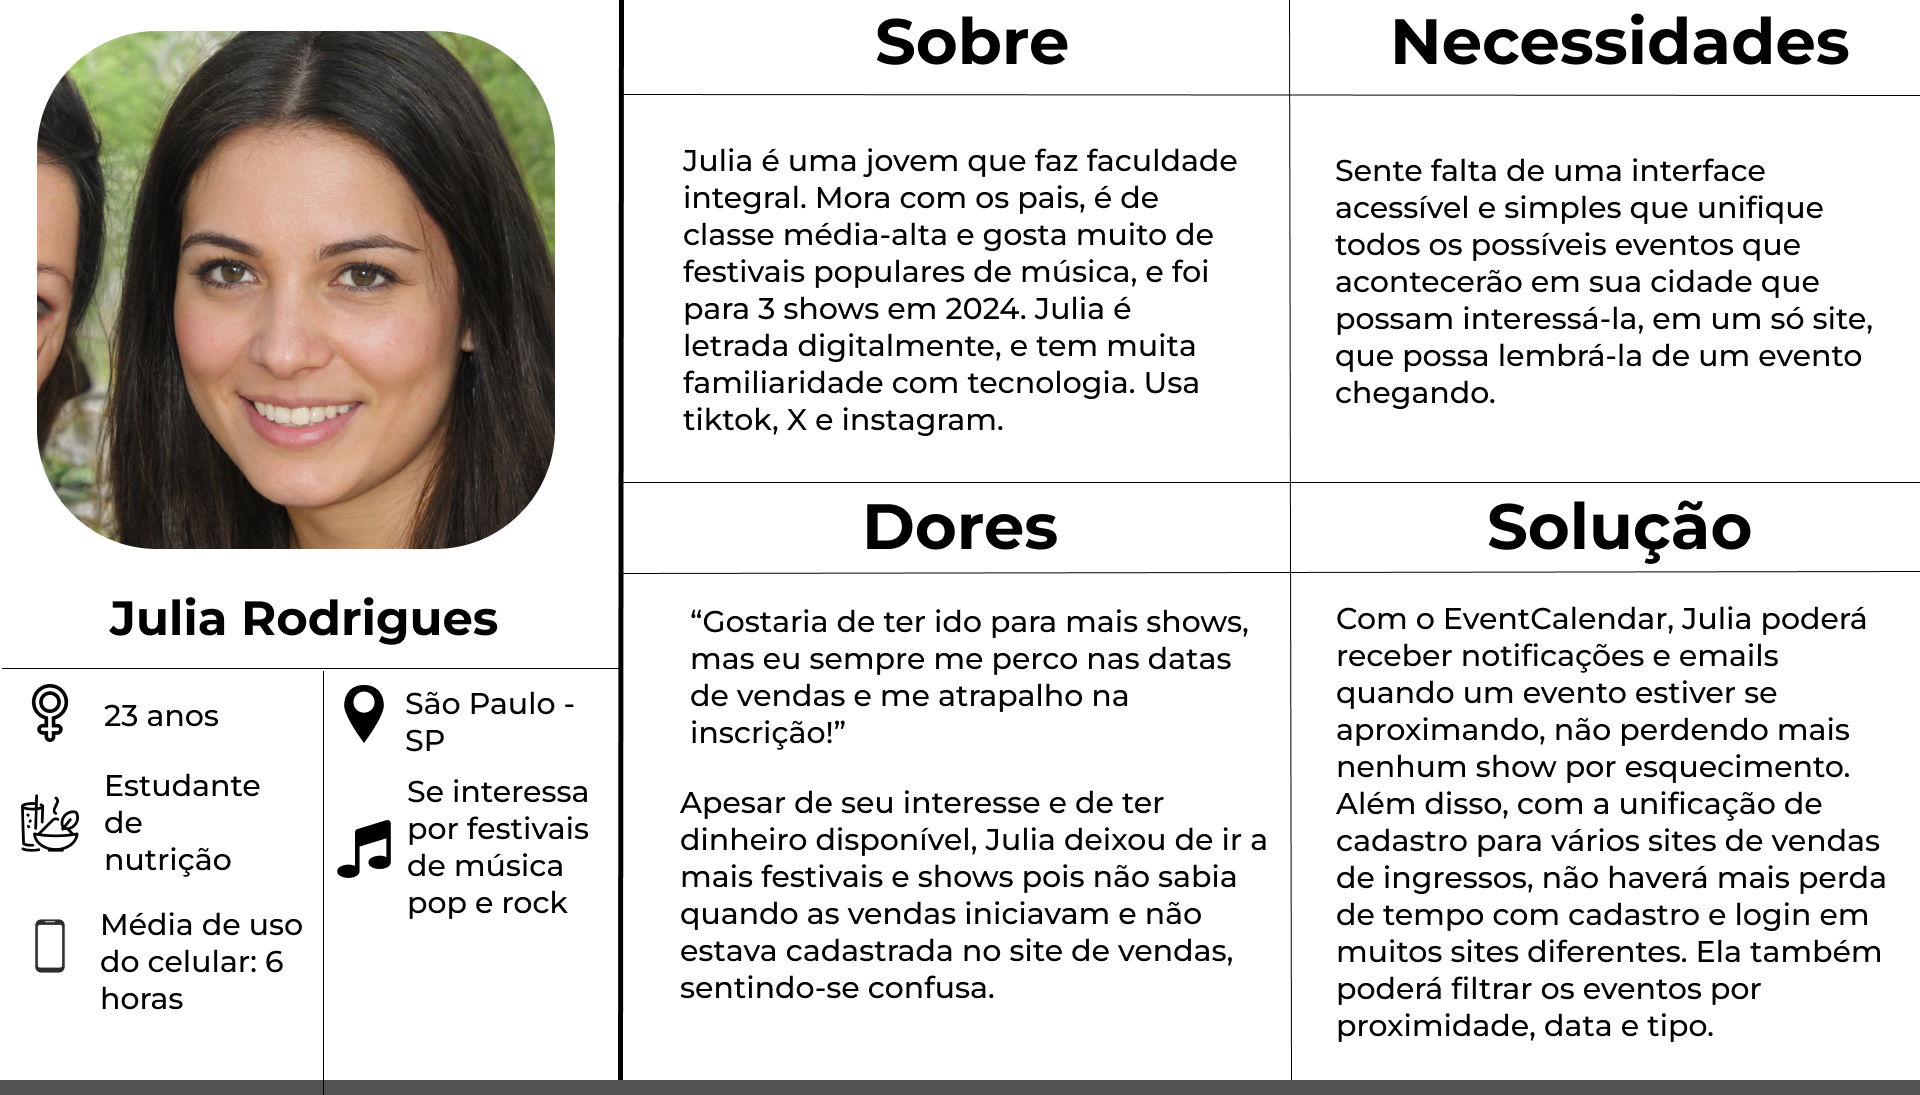 Julia Rodrigues
23 anos
Estudante
de
nutrição
Média de uso
do celular: 6
horas
São Paulo -
SP
Se interessa
por festivais
de música
pop e rock
Sobre
Julia é uma jovem que faz faculdade
integral. Mora com os pais, é de
classe média-alta e gosta muito de
festivais populares de música, e foi
para 3 shows em 2024. Julia é
letrada digitalmente, e tem muita
familiaridade com tecnologia. Usa
tiktok, X e instagram.
Necessidades
Sente falta de uma interface
acessível e simples que unifique
todos os possíveis eventos que
acontecerão em sua cidade que
possam interessá-la, em um só site,
que possa lembrá-la de um evento
chegando.
Dores
“Gostaria de ter ido para mais shows,
mas eu sempre me perco nas datas
de vendas e me atrapalho na
inscrição!”
Apesar de seu interesse e de ter
dinheiro disponível, Julia deixou de ir a
mais festivais e shows pois não sabia
quando as vendas iniciavam e não
estava cadastrada no site de vendas,
sentindo-se confusa.
Solução
Com o EventCalendar, Julia poderá
receber notificações e emails
quando um evento estiver se
aproximando, não perdendo mais
nenhum show por esquecimento.
Além disso, com a unificação de
cadastro para vários sites de vendas
de ingressos, não haverá mais perda
de tempo com cadastro e login em
muitos sites diferentes. Ela também
poderá filtrar os eventos por
proximidade, data e tipo.